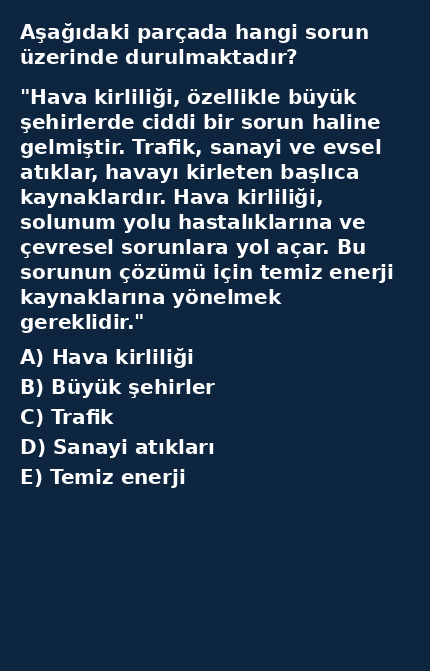 Aşağıdaki parçada hangi sorun
üzerinde durulmaktadır?
"Hava kirliliği, özellikle büyük
şehirlerde ciddi bir sorun haline
gelmiştir. Trafik, sanayi ve evsel
atıklar, havayı kirleten başlıca
kaynaklardır. Hava kirliliği,
solunum yolu hastalıklarına ve
çevresel sorunlara yol açar. Bu
sorunun çözümü için temiz enerji
kaynaklarına yönelmek
gereklidir."
A) Hava kirliliği
B) Büyük şehirler
C) Trafik
D) Sanayi atıkları
E) Temiz enerji